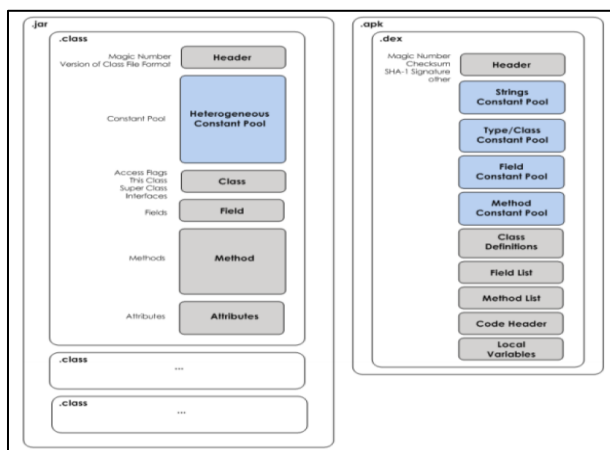 .jar
.class
Magic Number
Version of Class File Format
Header
Constant Pool
Heterogeneous
Constant Pool
Access Flags
This Class
Super Class
Interfaces
Class
Fields
Field
Methods
Method
Attributes
Attributes
.class
...
.class
...
.apk
.dex
Magic Number
Checksum
SHA-1 Signature
other
Header
Strings
Constant Pool
Type/Class
Constant Pool
Field
Constant Pool
Method
Constant Pool
Class
Definitions
Field List
Method List
Code Header
Local
Variables